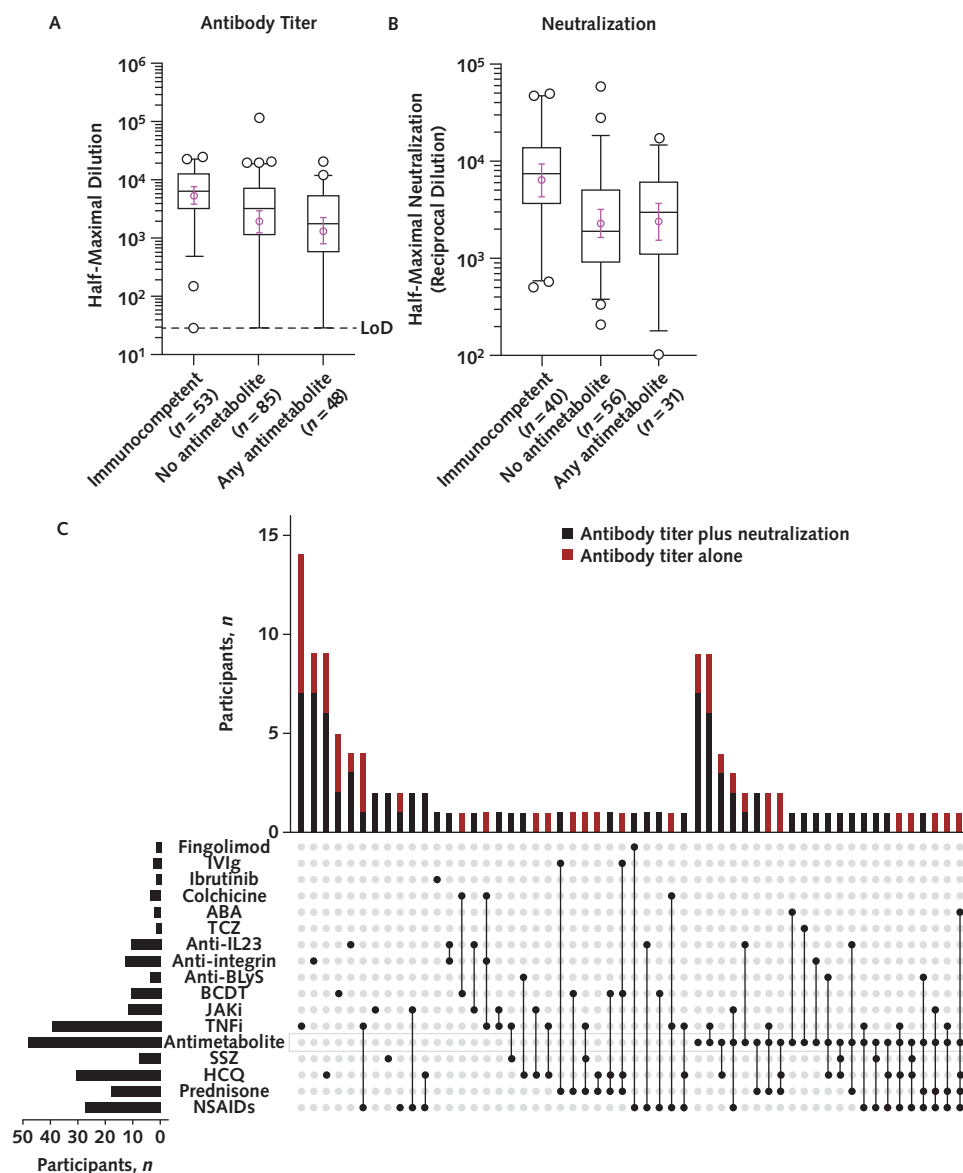 A
Antibody Titer
Half-Maximal Dilution
10⁶
10⁵
10⁴
10³
10²
10¹
LoD
Immunocompetent (n = 53)
No antimetabolite (n = 85)
Any antimetabolite (n = 48)
B
Neutralization
Half-Maximal Neutralization
(Reciprocal Dilution)
10⁵
10⁴
10³
10²
Immunocompetent (n = 40)
No antimetabolite (n = 56)
Any antimetabolite (n = 31)
C
Antibody titer plus neutralization
Antibody titer alone
Participants, n
15
10
5
0
Fingolimod
IVIg
Ibrutinib
Colchicine
ABA
TCZ
Anti-IL23
Anti-integrin
Anti-BLyS
BCDT
JAKi
TNFi
Antimetabolite
SSZ
HCQ
Prednisone
NSAIDs
50 40 30 20 10 0
Participants, n